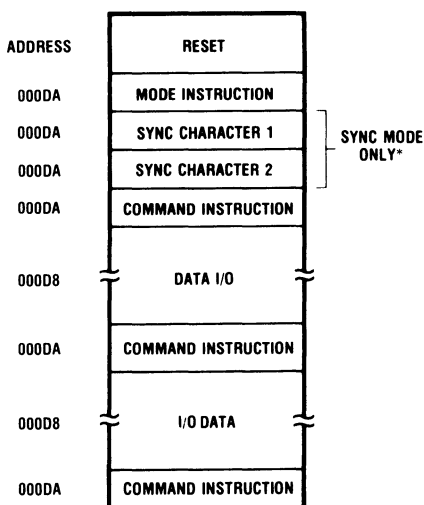 ADDRESS RESET
000DA MODE INSTRUCTION
000DA SYNC CHARACTER 1
SYNC MODE
ONLY*
000DA SYNC CHARACTER 2
000DA COMMAND INSTRUCTION
000D8 DATA I/O
000DA COMMAND INSTRUCTION
000D8 I/O DATA
000DA COMMAND INSTRUCTION